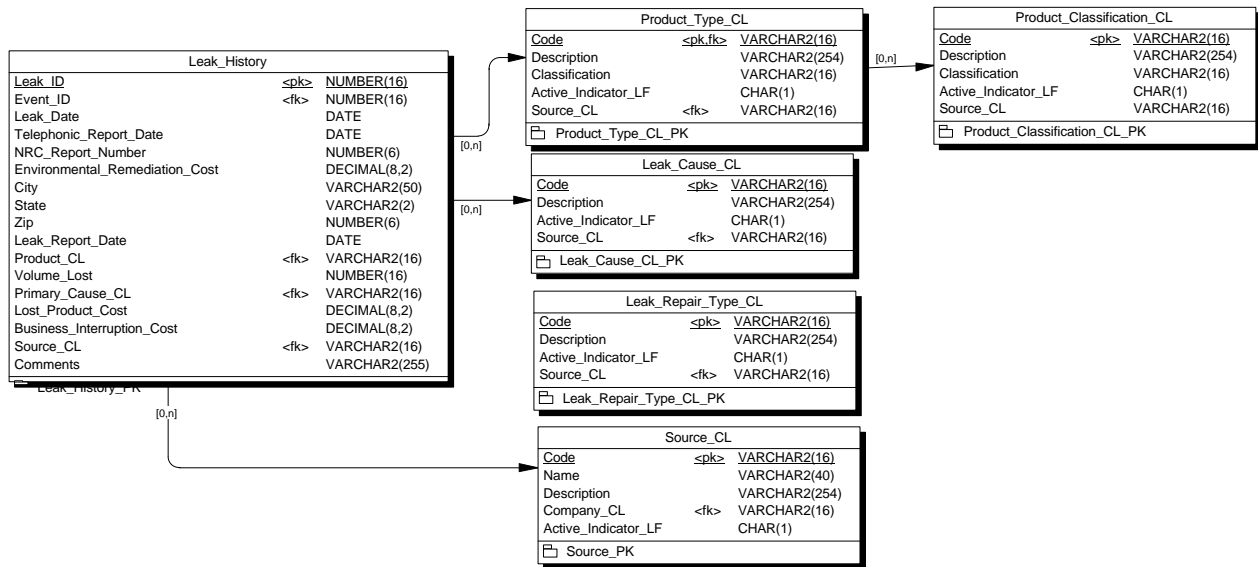 Leak_History
Leak_ID <pk> NUMBER(16)
Event_ID <fk> NUMBER(16)
Leak_Date DATE
Telephonic_Report_Date DATE
NRC_Report_Number NUMBER(6)
Environmental_Remediation_Cost DECIMAL(8,2)
City VARCHAR2(50)
State VARCHAR2(2)
Zip NUMBER(6)
Leak_Report_Date DATE
Product_CL <fk> VARCHAR2(16)
Volume_Lost NUMBER(16)
Primary_Cause_CL <fk> VARCHAR2(16)
Lost_Product_Cost DECIMAL(8,2)
Business_Interruption_Cost DECIMAL(8,2)
Source_CL <fk> VARCHAR2(16)
Comments VARCHAR2(255)
Leak_History_PK
[0,n]
[0,n]
[0,n]
Product_Type_CL
Code <pk,fk> VARCHAR2(16)
Description VARCHAR2(254)
Classification VARCHAR2(16)
Active_Indicator_LF CHAR(1)
Source_CL <fk> VARCHAR2(16)
Product_Type_CL_PK
[0,n]
Product_Classification_CL
Code <pk> VARCHAR2(16)
Description VARCHAR2(254)
Classification VARCHAR2(16)
Active_Indicator_LF CHAR(1)
Source_CL VARCHAR2(16)
Product_Classification_CL_PK
Leak_Cause_CL
Code <pk> VARCHAR2(16)
Description VARCHAR2(254)
Active_Indicator_LF CHAR(1)
Source_CL <fk> VARCHAR2(16)
Leak_Cause_CL_PK
Leak_Repair_Type_CL
Code <pk> VARCHAR2(16)
Description VARCHAR2(254)
Active_Indicator_LF CHAR(1)
Source_CL <fk> VARCHAR2(16)
Leak_Repair_Type_CL_PK
Source_CL
Code <pk> VARCHAR2(16)
Name VARCHAR2(40)
Description VARCHAR2(254)
Company_CL <fk> VARCHAR2(16)
Active_Indicator_LF CHAR(1)
Source_PK